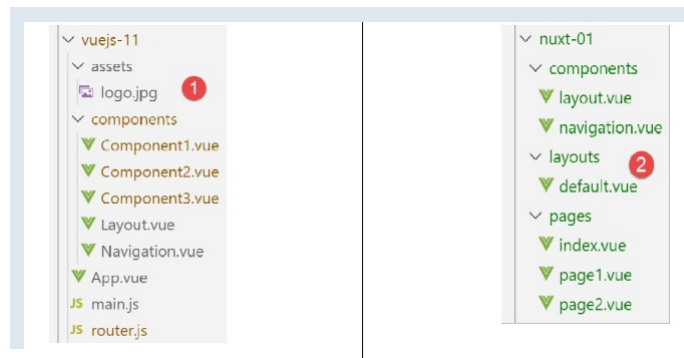 vuejs-11
assets
logo.jpg
1
components
Component1.vue
Component2.vue
Component3.vue
Layout.vue
Navigation.vue
App.vue
JS main.js
JS router.js
nuxt-01
components
layout.vue
navigation.vue
layouts
2
default.vue
pages
index.vue
page1.vue
page2.vue